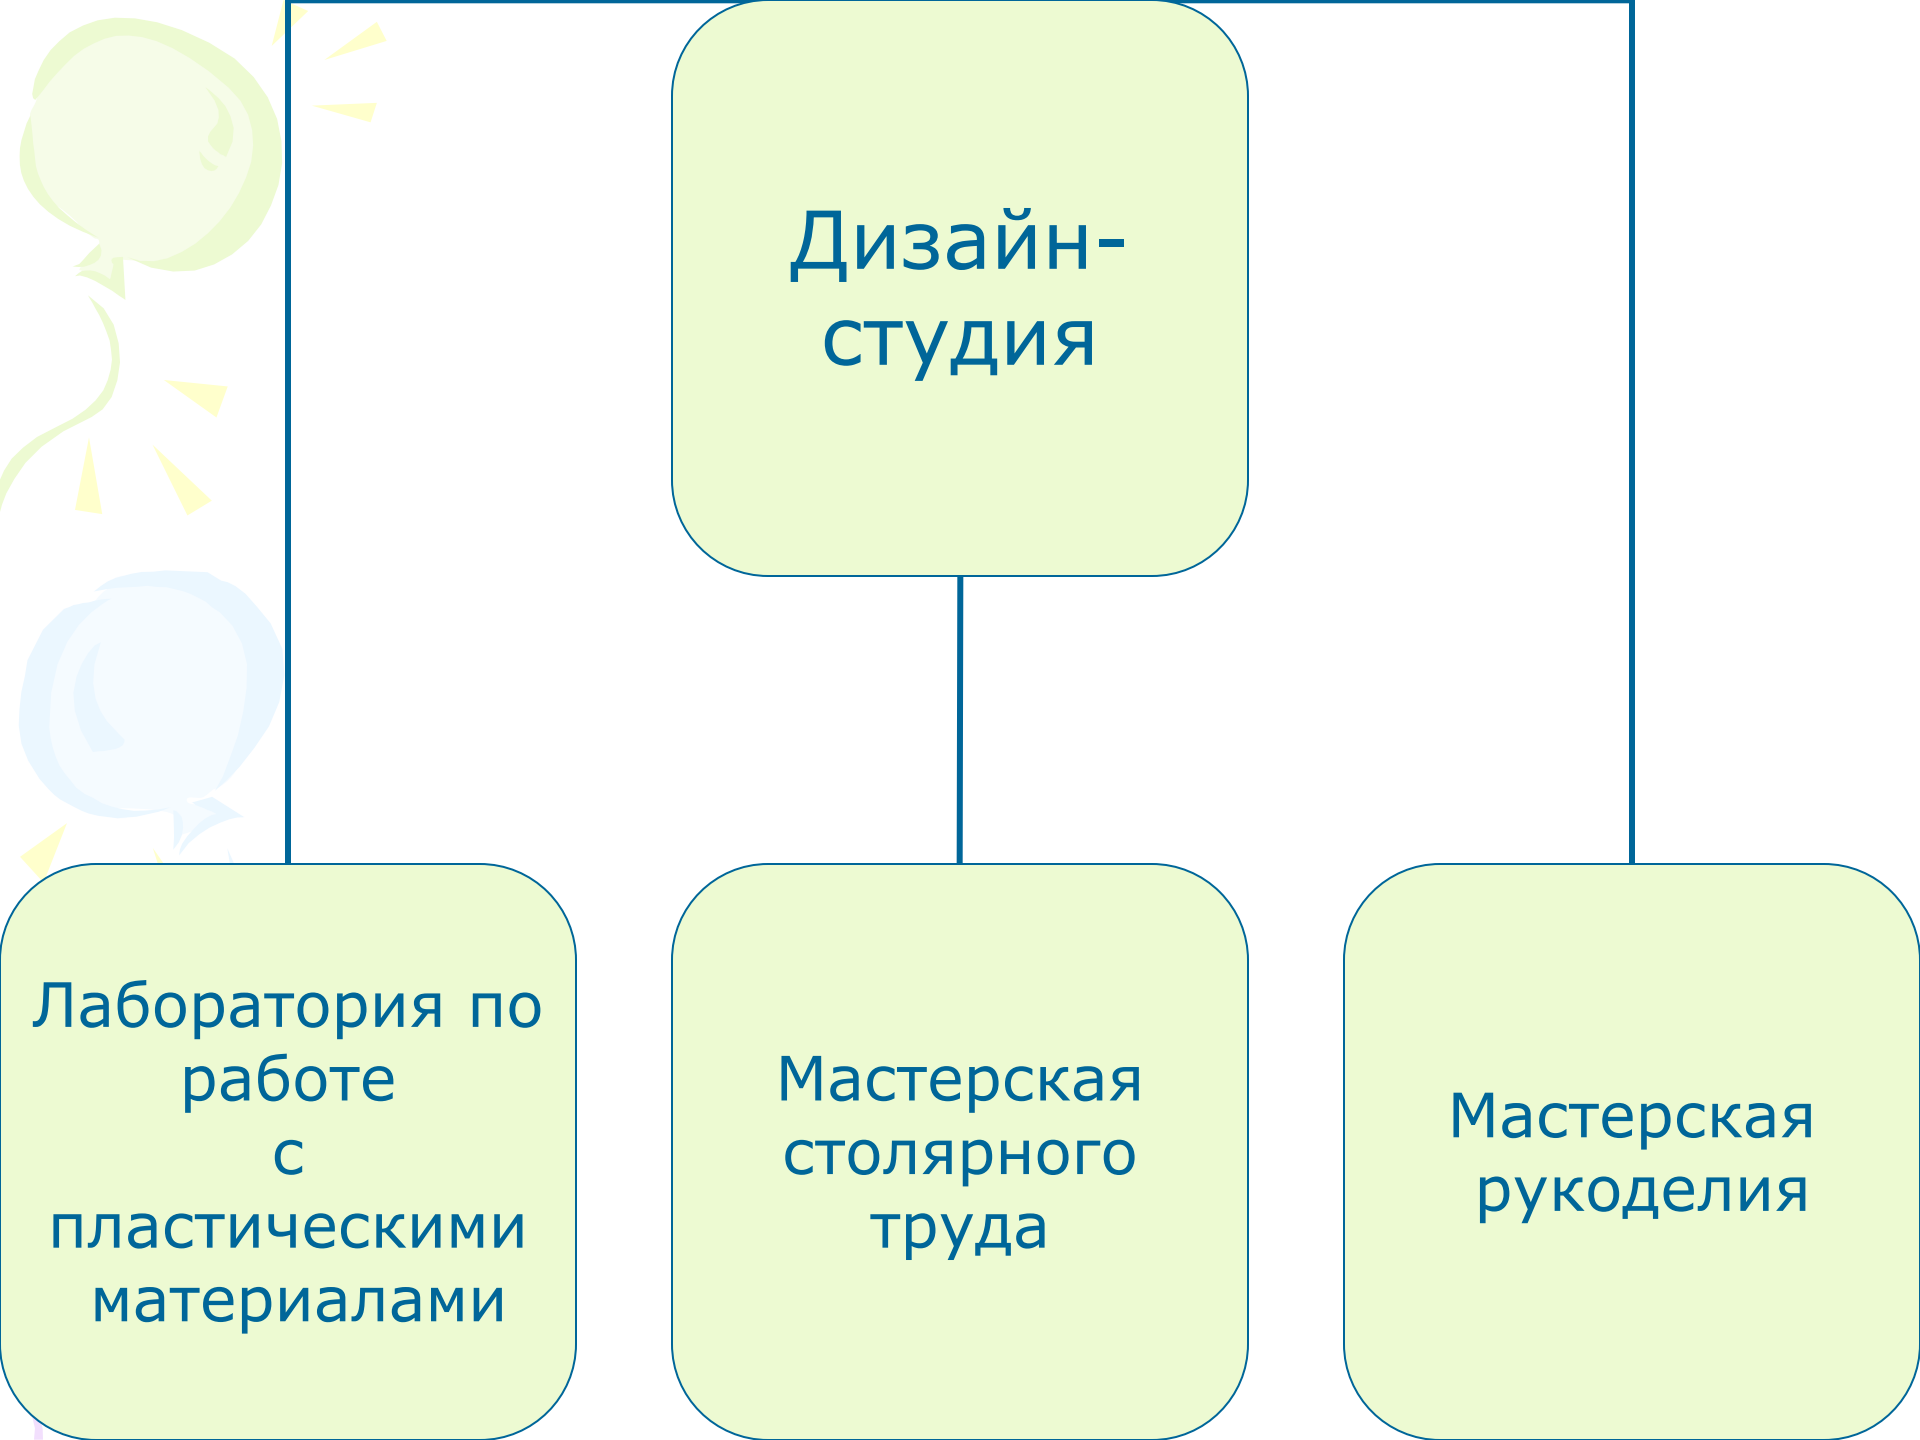 Дизайн-
студия
Лаборатория по
работе
с
пластическими
материалами
Мастерская
столярного
труда
Мастерская
рукоделия